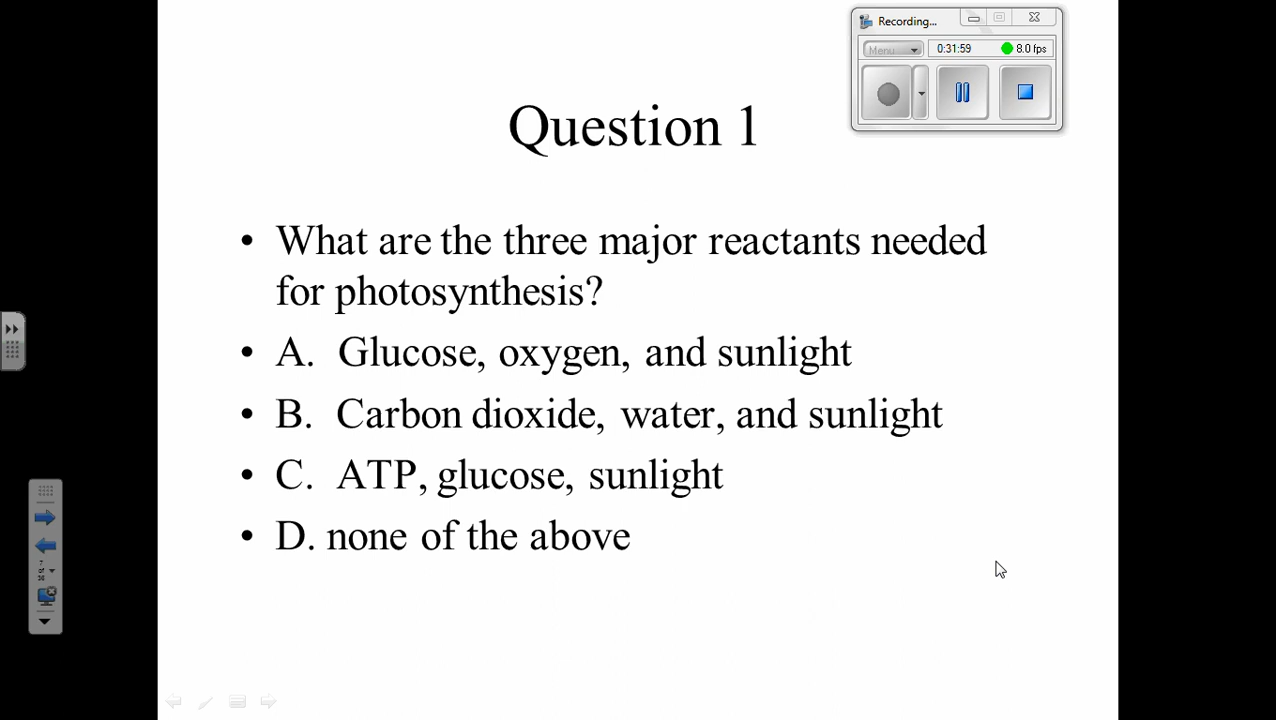 Recording...
Menu
0:31:59
8.0 fps
Question 1
• What are the three major reactants needed
for photosynthesis?
• A. Glucose, oxygen, and sunlight
• B. Carbon dioxide, water, and sunlight
• C. ATP, glucose, sunlight
• D. none of the above
of